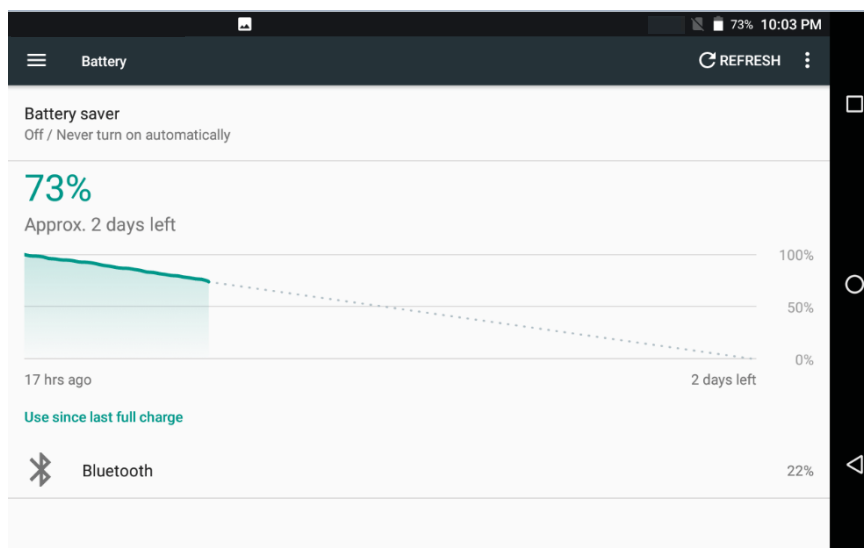 73% 10:03 PM
Battery REFRESH
Battery saver
Off / Never turn on automatically
73%
Approx. 2 days left
100%
50%
0%
17 hrs ago 2 days left
Use since last full charge
Bluetooth 22%